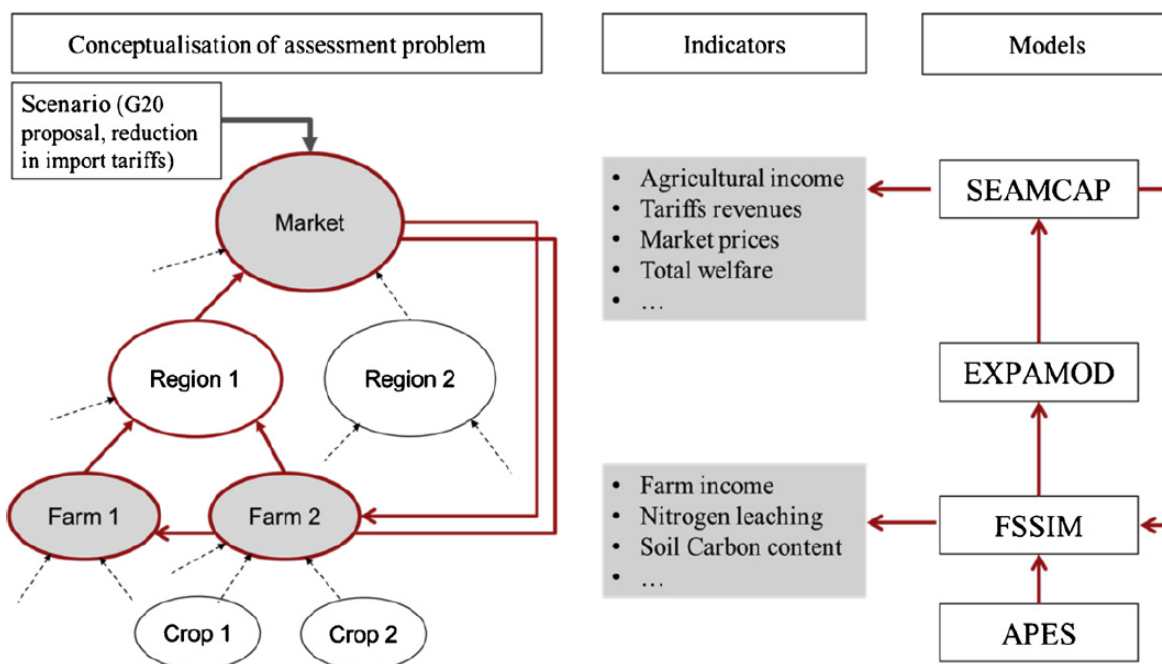 Conceptualisation of assessment problem
Indicators
Models
Scenario (G20
proposal, reduction
in import tariffs)
Market
Region 1
Region 2
Farm 1
Farm 2
Crop 1
Crop 2
• Agricultural income
• Tariffs revenues
• Market prices
• Total welfare
• …
• Farm income
• Nitrogen leaching
• Soil Carbon content
• …
SEAMCAP
EXPAMOD
FSSIM
APES